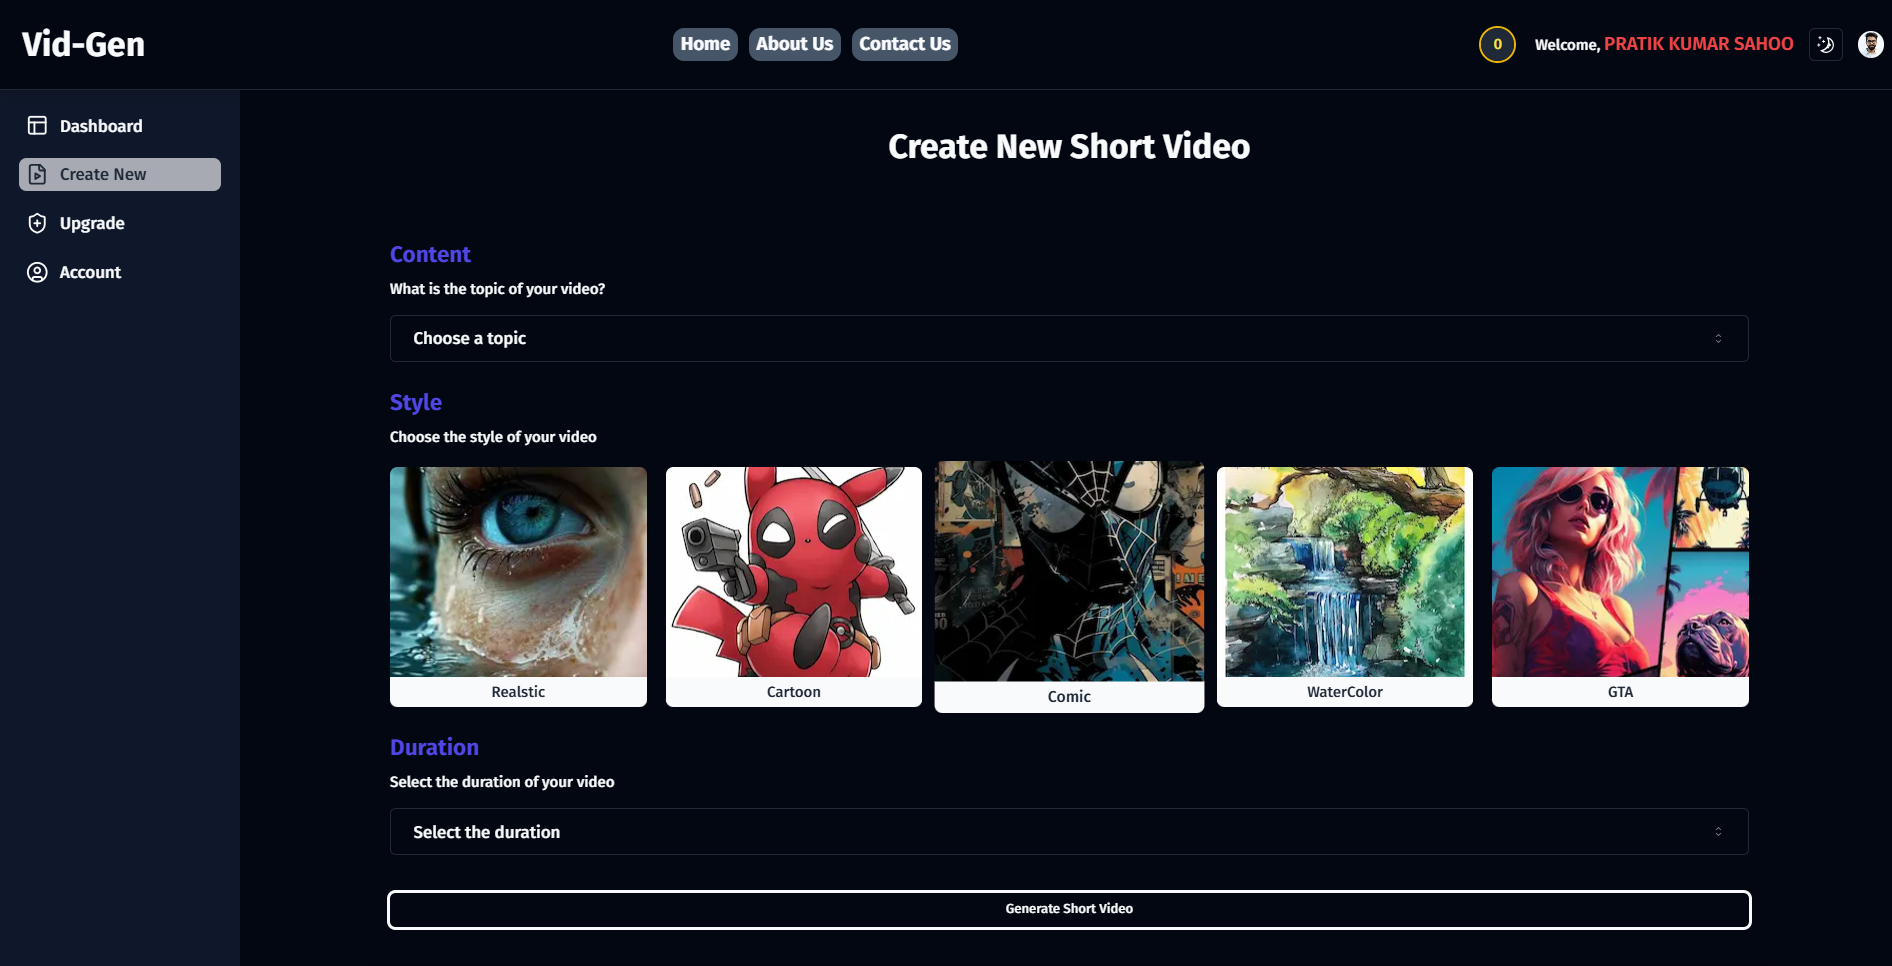 Vid-Gen
Home About Us Contact Us
0 Welcome, PRATIK KUMAR SAHOO
Dashboard
Create New
Upgrade
Account
Create New Short Video
Content
What is the topic of your video?
Choose a topic
Style
Choose the style of your video
Realstic
Cartoon
Comic
WaterColor
GTA
Duration
Select the duration of your video
Select the duration
Generate Short Video